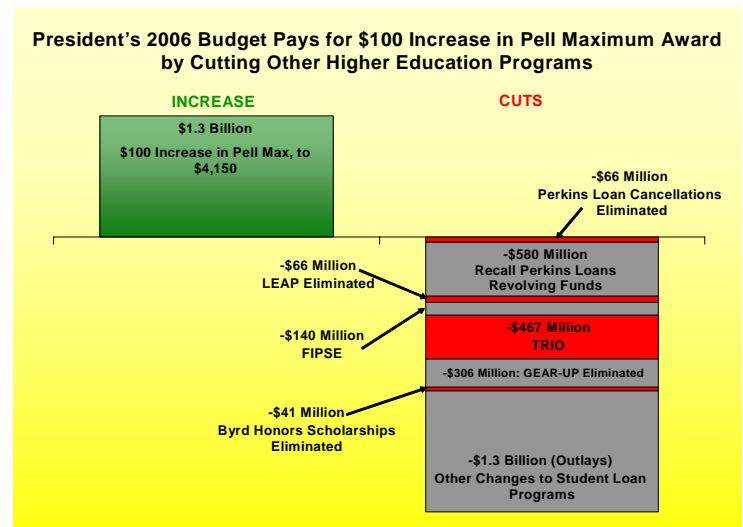 President's 2006 Budget Pays for $100 Increase in Pell Maximum Award
by Cutting Other Higher Education Programs
INCREASE
CUTS
$1.3 Billion
$100 Increase in Pell Max, to
$4,150
-$66 Million
Perkins Loan Cancellations
Eliminated
-$580 Million
Recall Perkins Loans
Revolving Funds
-$66 Million
LEAP Eliminated
-$140 Million
FIPSE
-$467 Million
TRIO
-$306 Million: GEAR-UP Eliminated
-$41 Million
Byrd Honors Scholarships
Eliminated
-$1.3 Billion (Outlays)
Other Changes to Student Loan
Programs